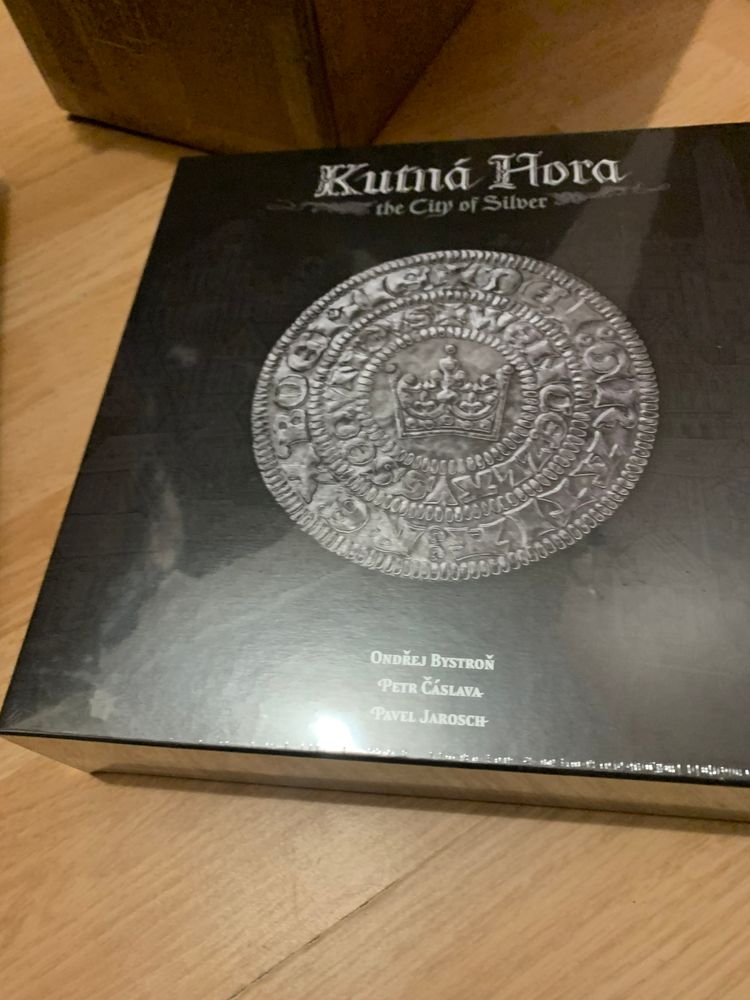 Kutná Hora
the City of Silver
Ondřej Bystroň
Petr Čáslava
Pavel Jarosch